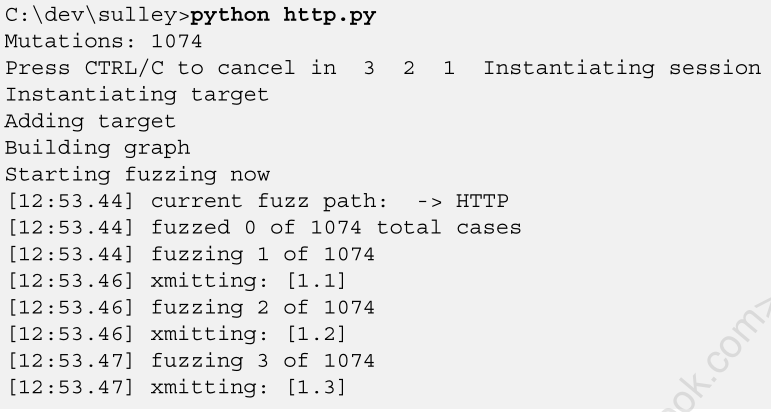 C:\dev\sulley>python http.py
Mutations: 1074
Press CTRL/C to cancel in  3  2  1  Instantiating session
Instantiating target
Adding target
Building graph
Starting fuzzing now
[12:53.44] current fuzz path:  -> HTTP
[12:53.44] fuzzed 0 of 1074 total cases
[12:53.44] fuzzing 1 of 1074
[12:53.46] xmitting: [1.1]
[12:53.46] fuzzing 2 of 1074
[12:53.46] xmitting: [1.2]
[12:53.47] fuzzing 3 of 1074
[12:53.47] xmitting: [1.3]
ok.com>